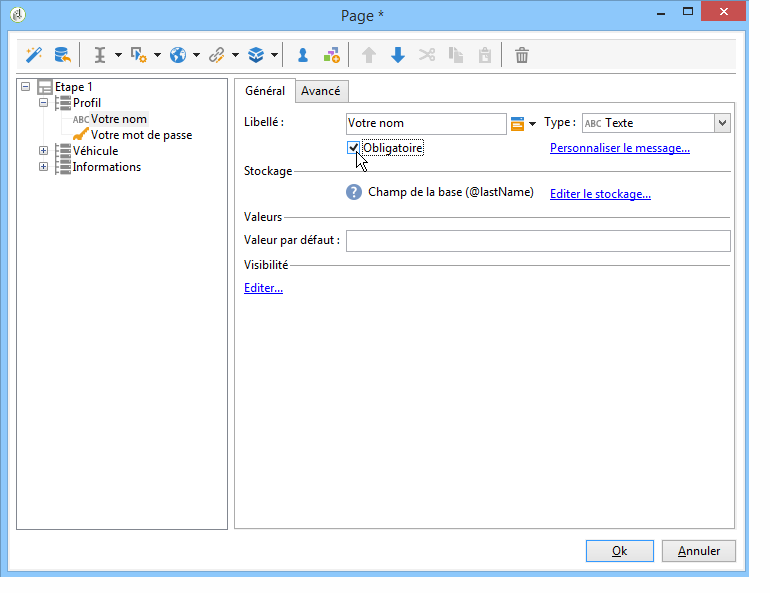 Page *
Etape 1
Profil
ABC Votre nom
Votre mot de passe
Véhicule
Informations
Général Avancé
Libellé : Votre nom Type : ABC Texte
Obligatoire Personnaliser le message...
Stockage
? Champ de la base (@lastName) Editer le stockage...
Valeurs
Valeur par défaut :
Visibilité
Editer...
Ok Annuler